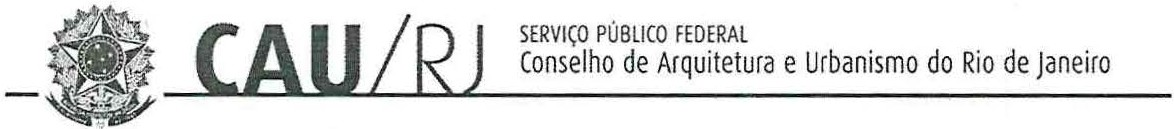 CAU/RJ
SERVIÇO PÚBLICO FEDERAL
Conselho de Arquitetura e Urbanismo do Rio de Janeiro